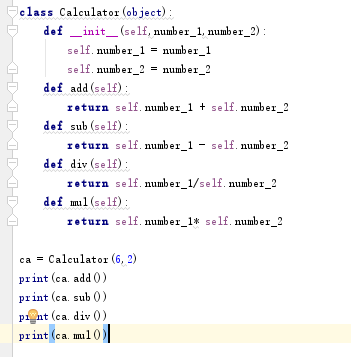 class Calculator(object):
    def __init__(self,number_1,number_2):
        self.number_1 = number_1
        self.number_2 = number_2
    def add(self):
        return self.number_1 + self.number_2
    def sub(self):
        return self.number_1 - self.number_2
    def div(self):
        return self.number_1/self.number_2
    def mul(self):
        return self.number_1* self.number_2

ca = Calculator(6,2)
print(ca.add())
print(ca.sub())
print(ca.div())
print(ca.mul())